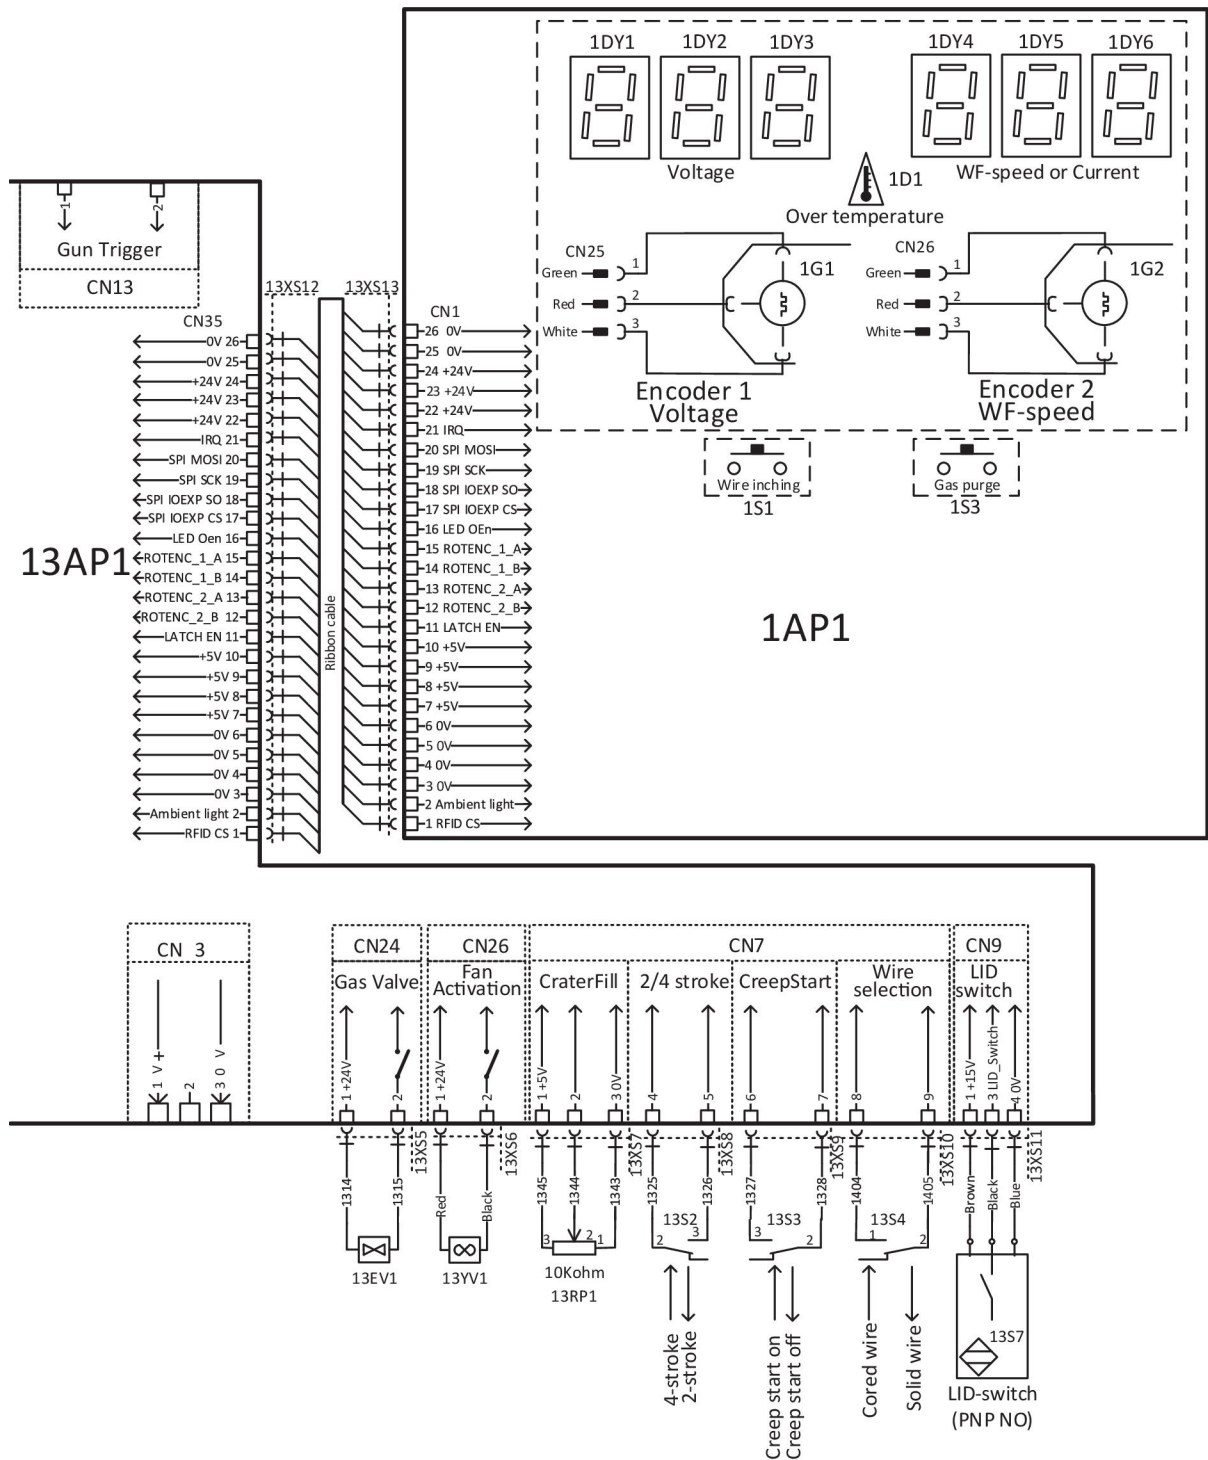 1DY1 1DY2 1DY3 1DY4 1DY5 1DY6
Voltage
1D1
Over temperature
WF-speed or Current
CN25
Green 1
Red 2
White 3
1G1
Encoder 1
Voltage
CN26
Green 1
Red 2
White 3
1G2
Encoder 2
WF-speed
Wire inching
1S1
Gas purge
1S3
1AP1
1 2
Gun Trigger
CN13
13XS12 13XS13
CN35
0V 26
0V 25
+24V 24
+24V 23
+24V 22
IRQ 21
SPI MOSI 20
SPI SCK 19
SPI IOEXP SO 18
SPI IOEXP CS 17
LED Oen 16
ROTENC_1_A 15
ROTENC_1_B 14
ROTENC_2_A 13
ROTENC_2_B 12
LATCH EN 11
+5V 10
+5V 9
+5V 8
+5V 7
0V 6
0V 5
0V 4
0V 3
Ambient light 2
RFID CS 1
13AP1
Ribbon cable
CN1
26 0V
25 0V
24 +24V
23 +24V
22 +24V
21 IRQ
20 SPI MOSI
19 SPI SCK
18 SPI IOEXP SO
17 SPI IOEXP CS
16 LED OEn
15 ROTENC_1_A
14 ROTENC_1_B
13 ROTENC_2_A
12 ROTENC_2_B
11 LATCH EN
10 +5V
9 +5V
8 +5V
7 +5V
6 0V
5 0V
4 0V
3 0V
2 Ambient light
1 RFID CS
CN 3
1 V+
2
3 0 V
CN24
Gas Valve
1 +24V
2
13XS5
1314
1315
13EV1
CN26
Fan
Activation
1 +24V
2
13XS6
Red
Black
13YV1
CN7
CraterFill
1 +5V
2
3 0V
13XS7
1345
1344
1343
3 2 1
10Kohm
13RP1
2/4 stroke
4
5
13XS8
1325
1326
13S2
2 3
4-stroke
2-stroke
CreepStart
6
7
13XS9
1327
1328
13S3
3 2
Creep start on
Creep start off
Wire
selection
8
9
13XS10
1404
1405
13S4
1 2
Cored wire
Solid wire
CN9
LID
switch
1 +15V
3 LID_Switch
4 0V
13XS11
Brown
Black
Blue
13S7
LID-switch
(PNP NO)